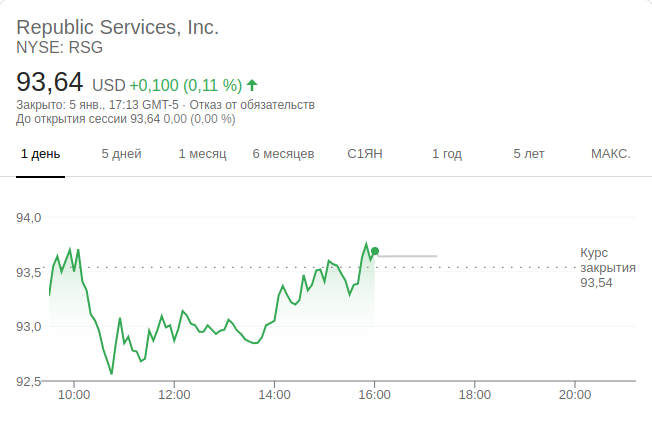 Republic Services, Inc.
NYSE: RSG
93,64 USD +0,100 (0,11 %)
Закрыто: 5 янв., 17:13 GMT-5 · Отказ от обязательств
До открытия сессии 93,64 0,00 (0,00 %)
1 день 5 дней 1 месяц 6 месяцев С1ЯН 1 год 5 лет МАКС.
94,0
93,5
93,0
92,5
Курс
закрытия
93,54
10:00 12:00 14:00 16:00 18:00 20:00